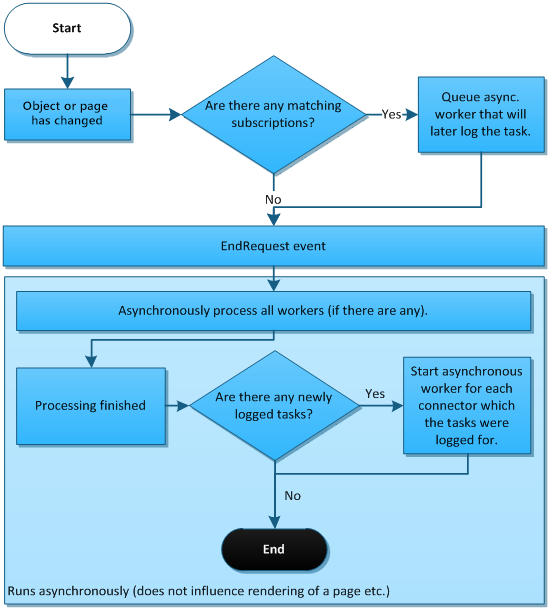 Start
Object or page
has changed
Are there any matching
subscriptions?
Yes
Queue async.
worker that will
later log the task.
No
EndRequest event
Asynchronously process all workers (if there are any).
Processing finished
Are there any newly
logged tasks?
Yes
Start asynchronous
worker for each
connector which
the tasks were
logged for.
No
End
Runs asynchronously (does not influence rendering of a page etc.)